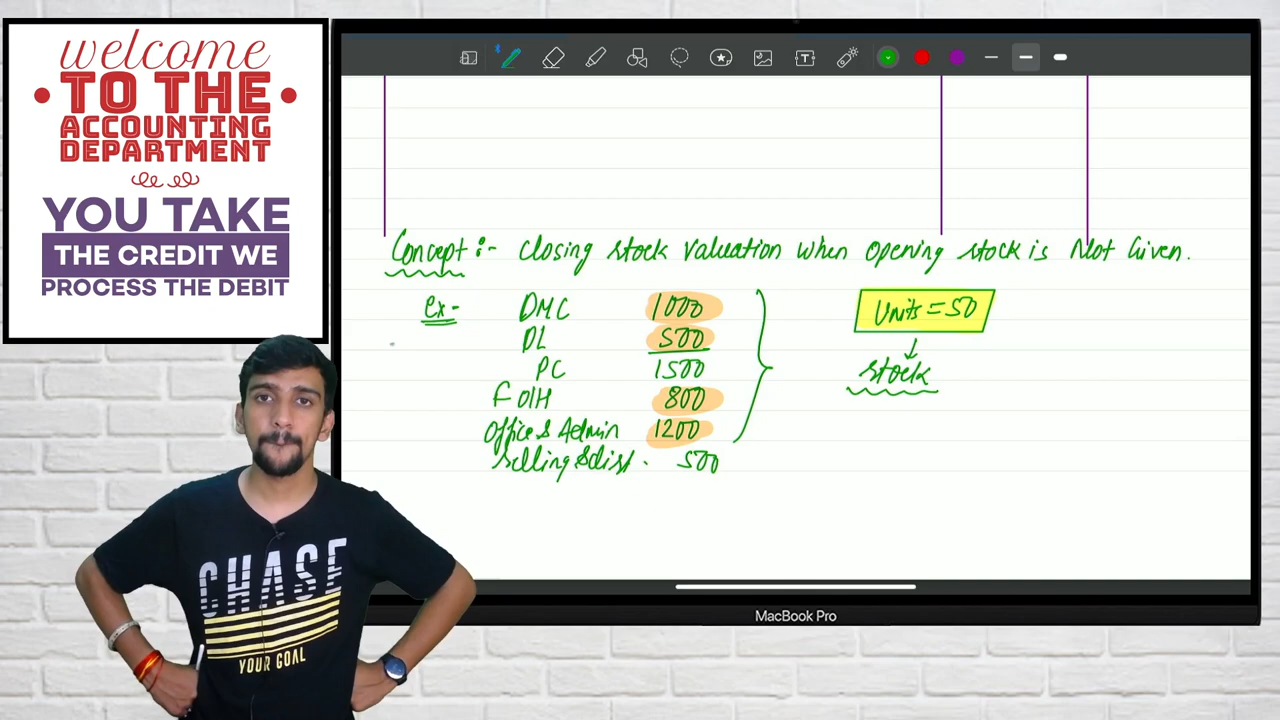 welcome
TO THE
ACCOUNTING
DEPARTMENT
YOU TAKE
THE CREDIT WE
PROCESS THE DEBIT
Concept :- Closing stock Valuation when opening stock is Not Given.
Ex- DMC 1000
DL 500
PC 1500
FOH 800
Office & Admin 1200
Selling & dist. 500
Units = 50
stock
MacBook Pro
CHASE
YOUR GOAL